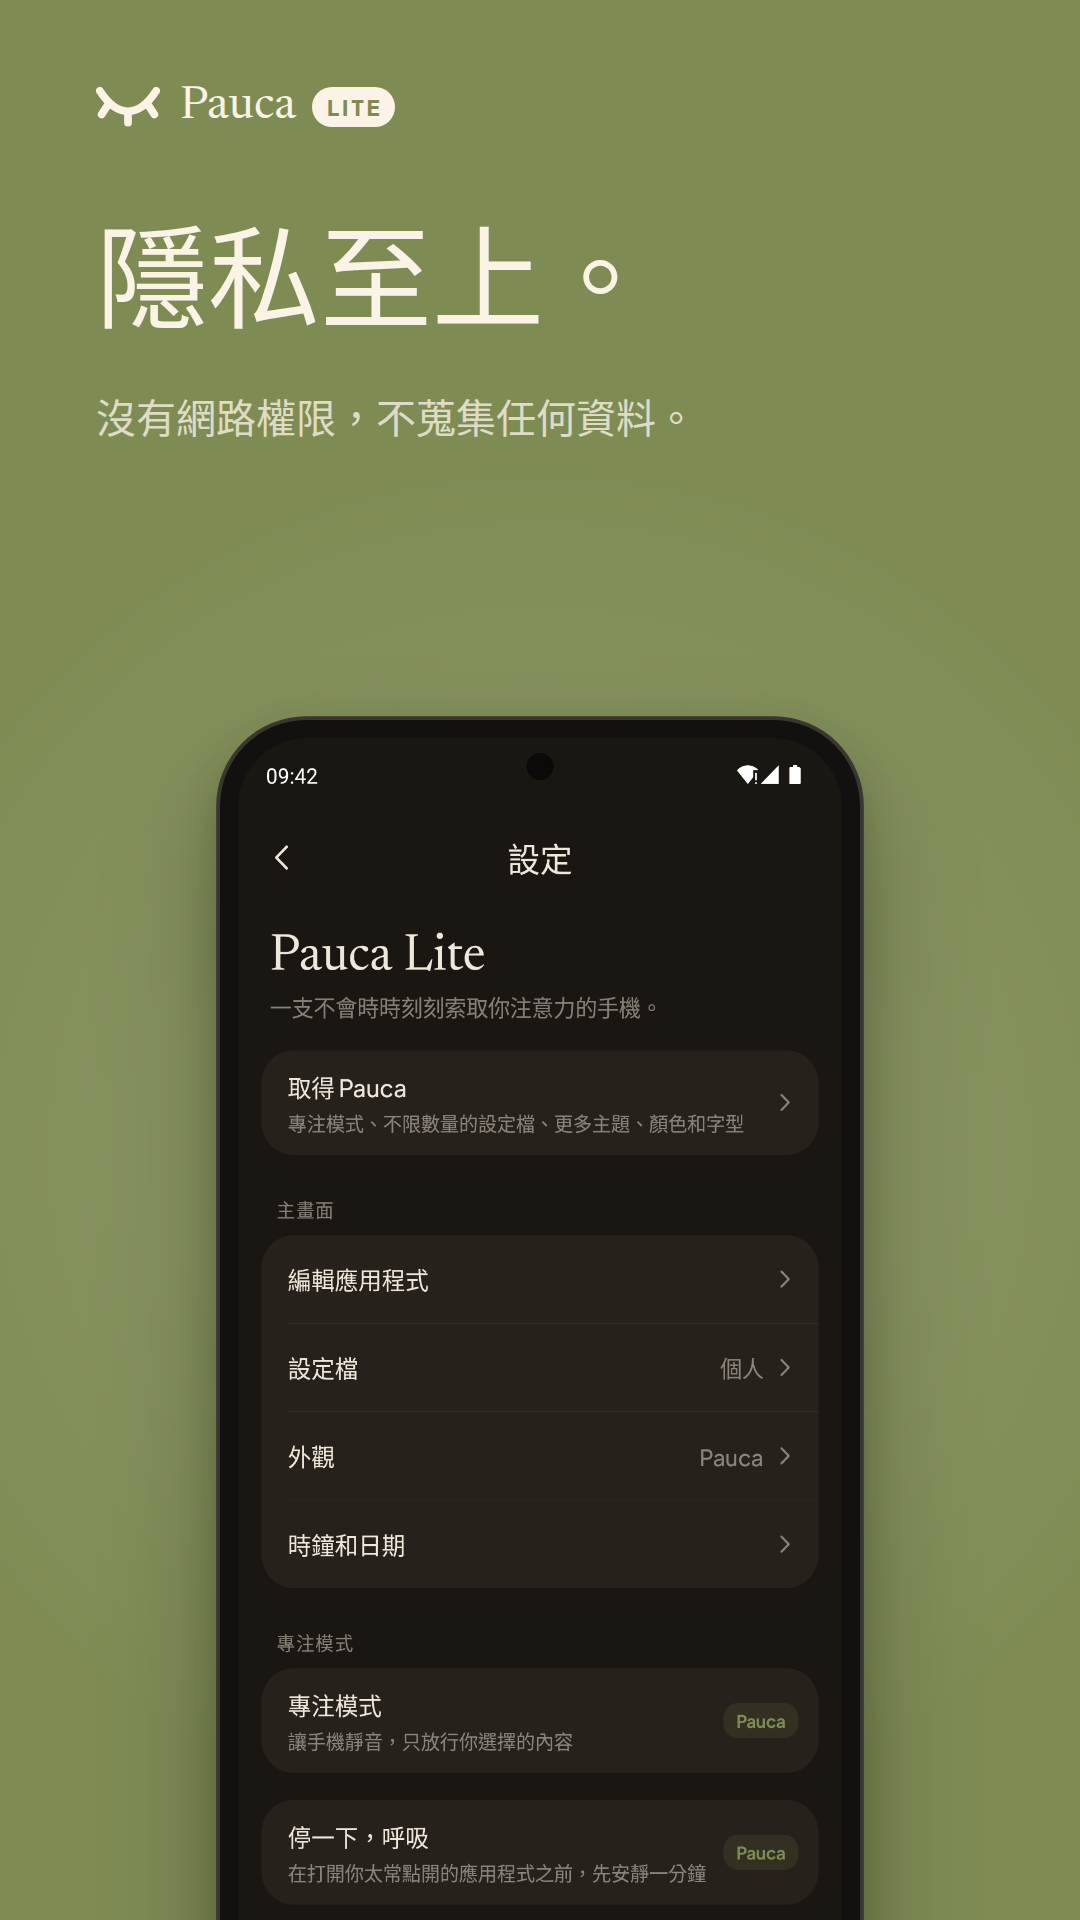 Pauca LITE
隱私至上。
沒有網路權限，不蒐集任何資料。
09:42
設定
Pauca Lite
一支不會時時刻刻索取你注意力的手機。
取得 Pauca
專注模式、不限數量的設定檔、更多主題、顏色和字型
主畫面
編輯應用程式
設定檔 個人
外觀 Pauca
時鐘和日期
專注模式
專注模式
讓手機靜音，只放行你選擇的內容
Pauca
停一下，呼吸
在打開你太常點開的應用程式之前，先安靜一分鐘
Pauca